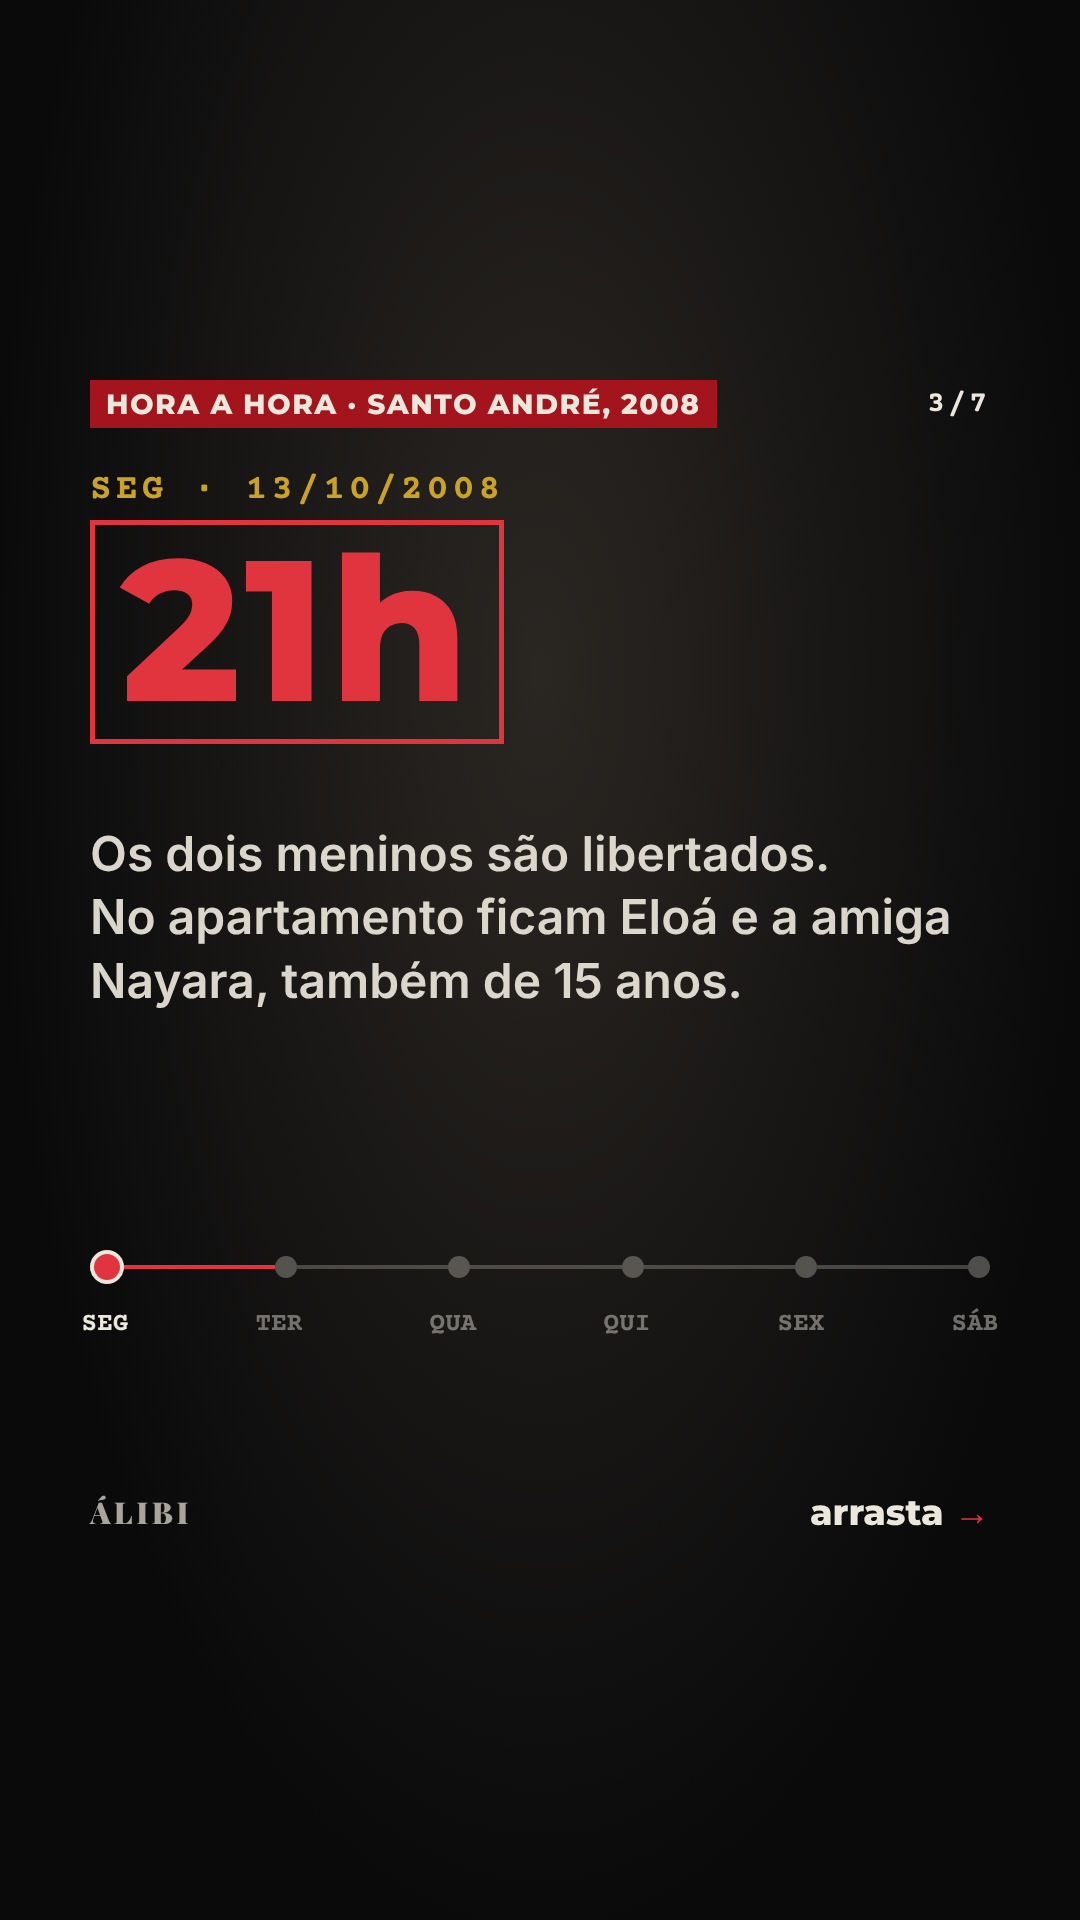 HORA A HORA · SANTO ANDRÉ, 2008
3/7
SEG · 13/10/2008
21h
Os dois meninos são libertados.
No apartamento ficam Eloá e a amiga
Nayara, também de 15 anos.
SEG TER QUA QUI SEX SÁB
ÁLIBI
arrasta →